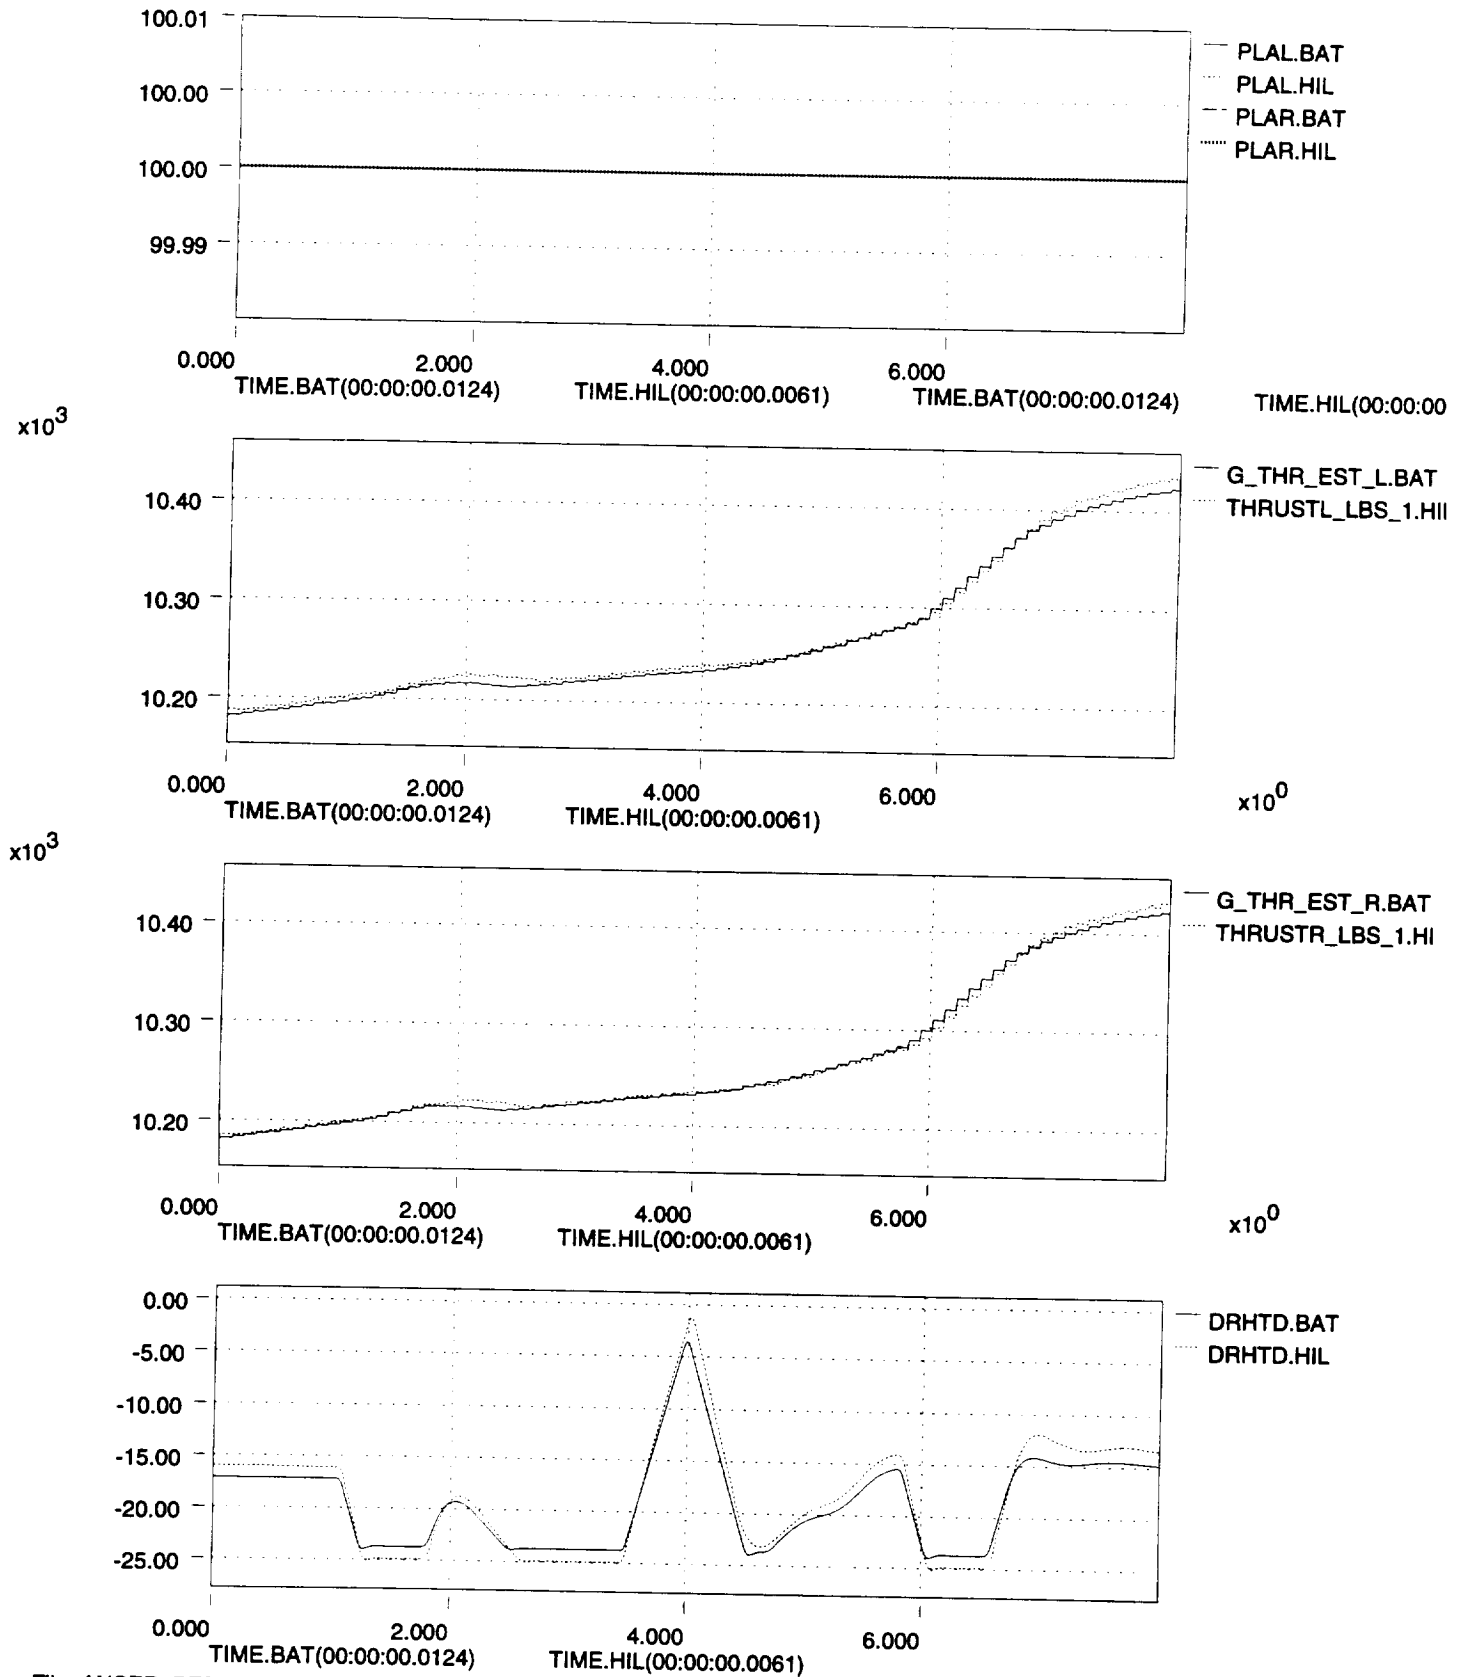 100.01
100.00
100.00
99.99
PLAL.BAT
PLAL.HIL
PLAR.BAT
PLAR.HIL
0.000 2.000 4.000 6.000
TIME.BAT(00:00:00.0124) TIME.HIL(00:00:00.0061) TIME.BAT(00:00:00.0124) TIME.HIL(00:00:00
x10^3
10.40
10.30
10.20
G_THR_EST_L.BAT
THRUSTL_LBS_1.HII
0.000 2.000 4.000 6.000 x10^0
TIME.BAT(00:00:00.0124) TIME.HIL(00:00:00.0061)
x10^3
10.40
10.30
10.20
G_THR_EST_R.BAT
THRUSTR_LBS_1.HI
0.000 2.000 4.000 6.000 x10^0
TIME.BAT(00:00:00.0124) TIME.HIL(00:00:00.0061)
0.00
-5.00
-10.00
-15.00
-20.00
-25.00
DRHTD.BAT
DRHTD.HIL
0.000 2.000 4.000 6.000
TIME.BAT(00:00:00.0124) TIME.HIL(00:00:00.0061)